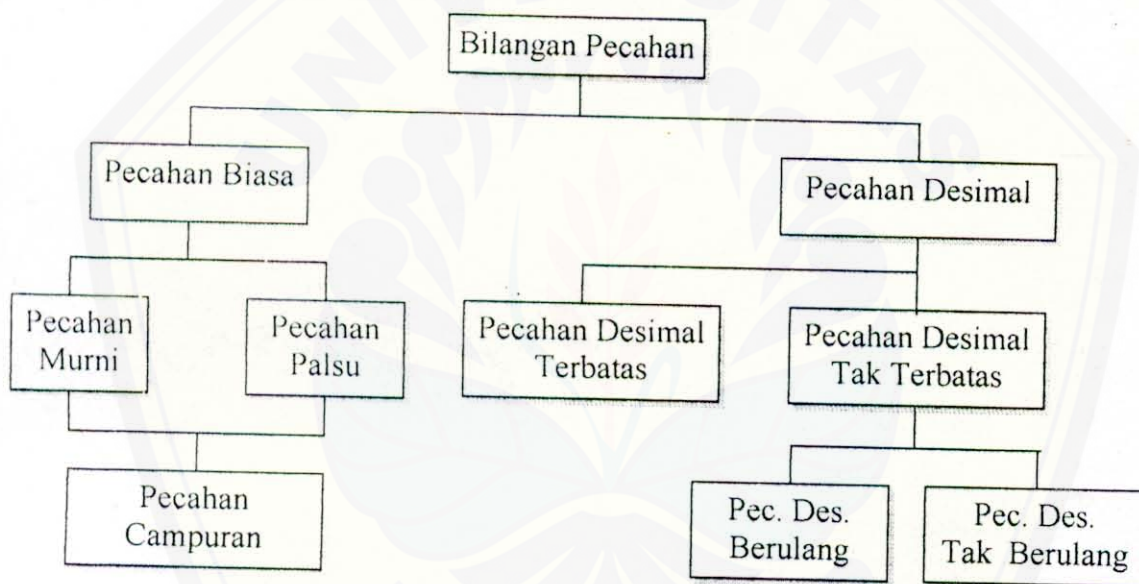 UNIVERSITAS
Bilangan Pecahan
Pecahan Biasa
Pecahan Desimal
Pecahan
Murni
Pecahan
Palsu
Pecahan Desimal
Terbatas
Pecahan Desimal
Tak Terbatas
Pecahan
Campuran
Pec. Des.
Berulang
Pec. Des.
Tak Berulang